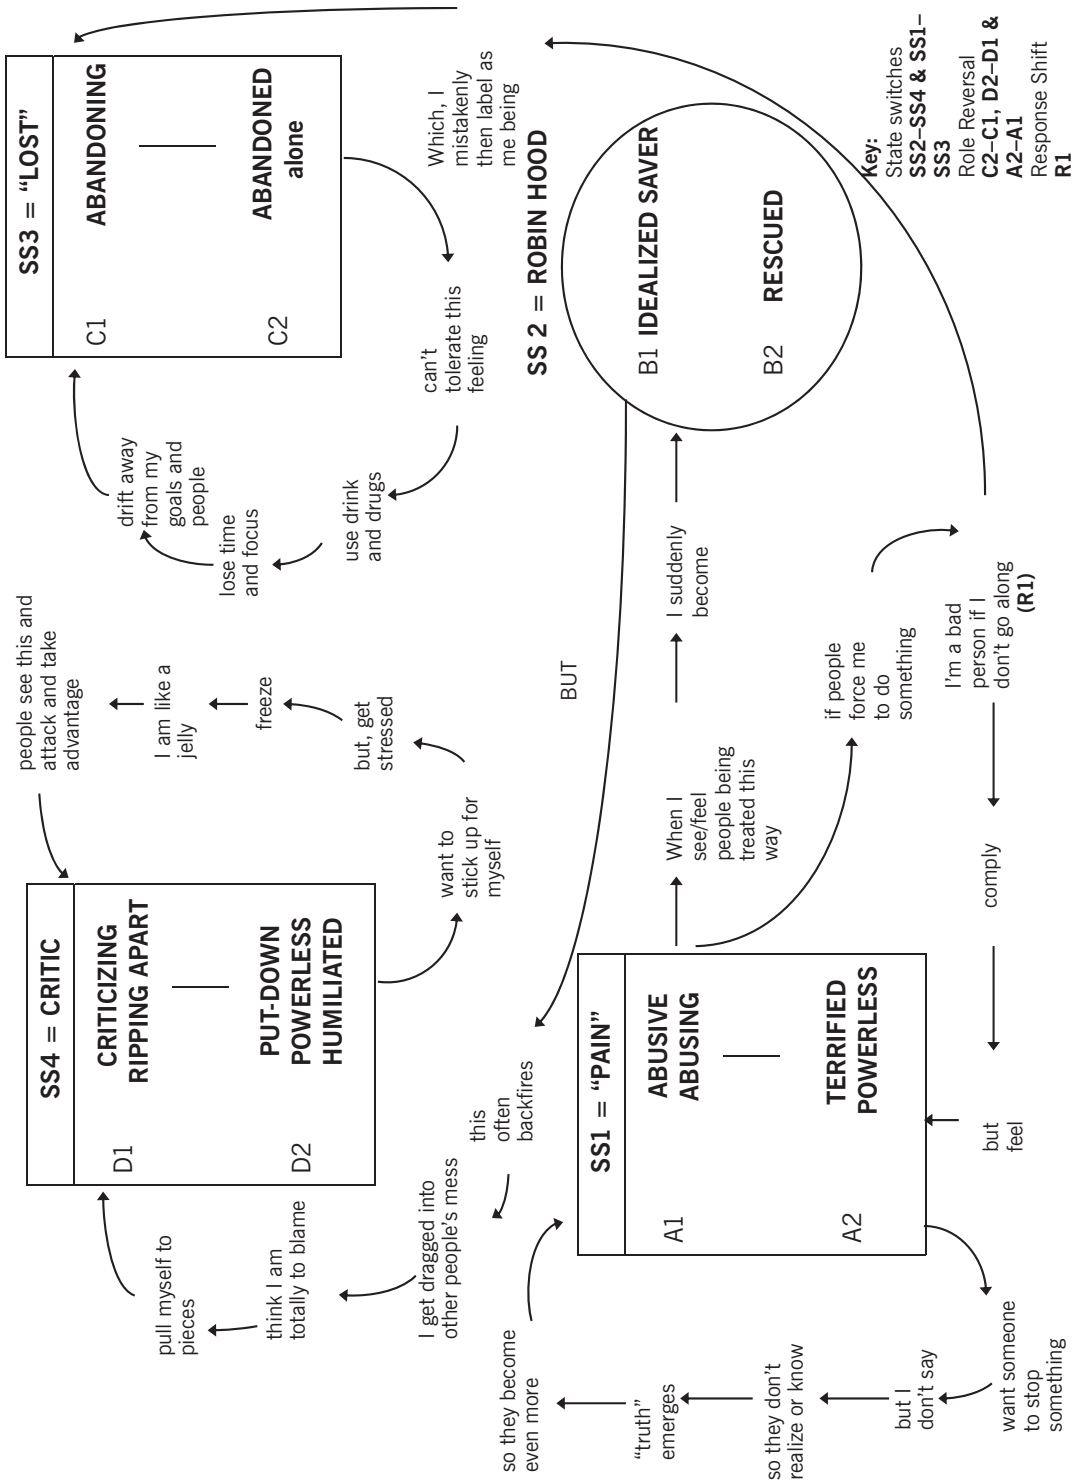 SS4 = CRITIC
D1
CRITICIZING
RIPPING APART
D2
PUT-DOWN
POWERLESS
HUMILIATED
want to
stick up for
myself
but, get
stressed
freeze
I am like a
jelly
people see this and
attack and take
advantage
SS3 = “LOST”
C1
ABANDONING
C2
ABANDONED
alone
can't
tolerate this
feeling
use drink
and drugs
lose time
and focus
drift away
from my
goals and
people
Which, I
mistakenly
then label as
me being
SS 2 = ROBIN HOOD
B1 IDEALIZED SAVER
B2 RESCUED
BUT
this
often
backfires
I get dragged into
other people's mess
think I am
totally to blame
pull myself to
pieces
SS1 = “PAIN”
A1
ABUSIVE
ABUSING
A2
TERRIFIED
POWERLESS
When I
see/feel
people being
treated this
way
I suddenly
become
if people
force me
to do
something
I'm a bad
person if I
don't go along
(R1)
comply
but
feel
want someone
to stop
something
but I
don't say
so they don't
realize or know
“truth”
emerges
so they become
even more
Key:
State switches
SS2–SS4 & SS1–
SS3
Role Reversal
C2–C1, D2–D1 &
A2–A1
Response Shift
R1